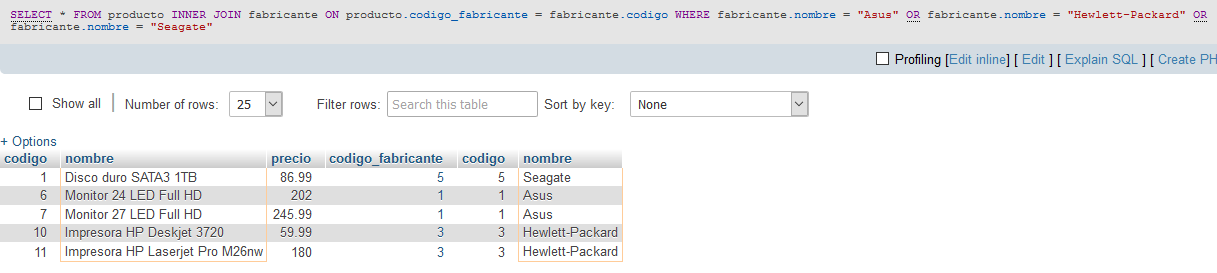 SELECT * FROM producto INNER JOIN fabricante ON producto.codigo_fabricante = fabricante.codigo WHERE fabricante.nombre = "Asus" OR fabricante.nombre = "Hewlett-Packard" OR
fabricante.nombre = "Seagate"
Profiling [Edit inline] [ Edit ] [ Explain SQL ] [ Create PH
Show all | Number of rows: 25 Filter rows: Search this table Sort by key: None
+ Options
codigo nombre precio codigo_fabricante codigo nombre
1 Disco duro SATA3 1TB 86.99 5 5 Seagate
6 Monitor 24 LED Full HD 202 1 1 Asus
7 Monitor 27 LED Full HD 245.99 1 1 Asus
10 Impresora HP Deskjet 3720 59.99 3 3 Hewlett-Packard
11 Impresora HP Laserjet Pro M26nw 180 3 3 Hewlett-Packard